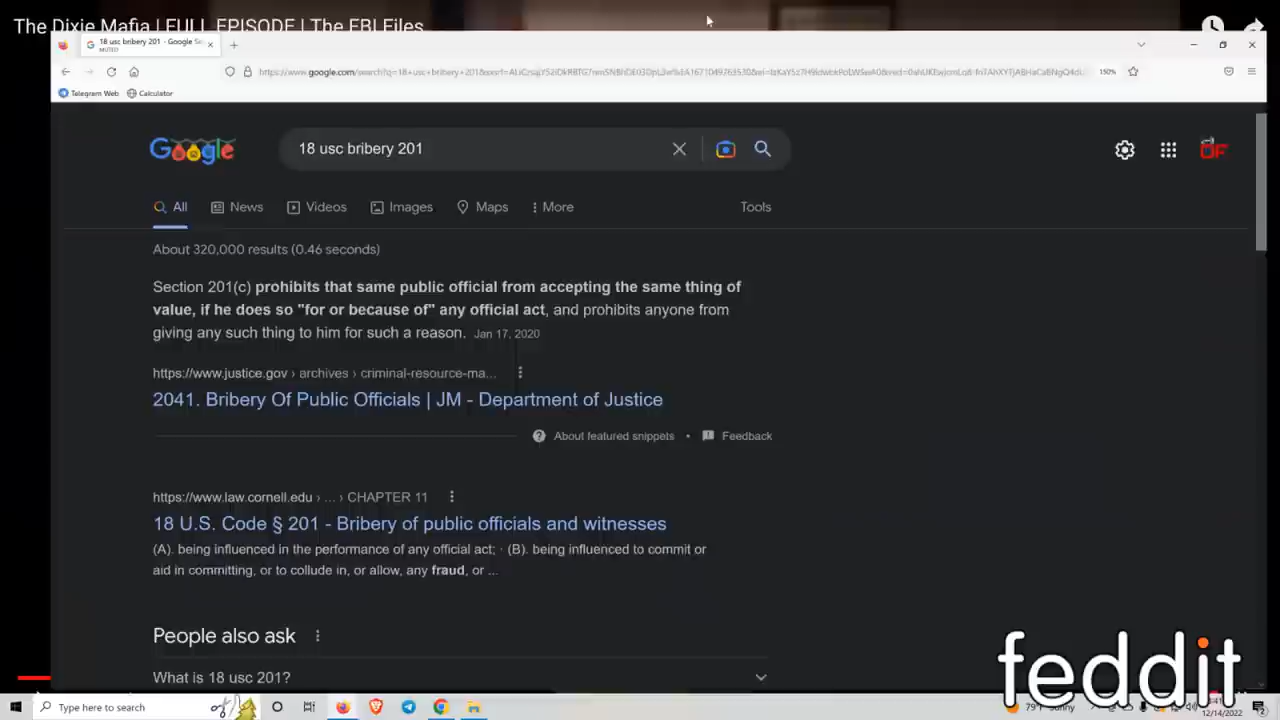 The Dixie Mafia | FULL EPISODE | The FBI Files
18 usc bribery 201 - Google Se
MUTED
150%
Telegram Web Calculator
Google
18 usc bribery 201
OF
All News Videos Images Maps More Tools
About 320,000 results (0.46 seconds)
Section 201(c) prohibits that same public official from accepting the same thing of
value, if he does so "for or because of" any official act, and prohibits anyone from
giving any such thing to him for such a reason. Jan 17, 2020
https://www.justice.gov › archives › criminal-resource-ma...
2041. Bribery Of Public Officials | JM - Department of Justice
About featured snippets • Feedback
https://www.law.cornell.edu › ... › CHAPTER 11
18 U.S. Code § 201 - Bribery of public officials and witnesses
(A). being influenced in the performance of any official act; · (B). being influenced to commit or
aid in committing, or to collude in, or allow, any fraud, or ...
People also ask
What is 18 usc 201?
feddit
Type here to search
79°F Sunny
12/14/2022